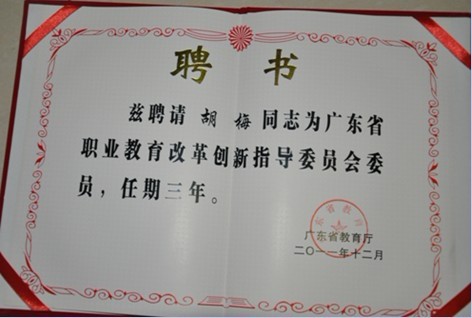 聘 书
兹聘请 胡 梅 同志为广东省
职业教育改革创新指导委员会委
员，任期三年。
广东省教育厅
二〇一一年十二月